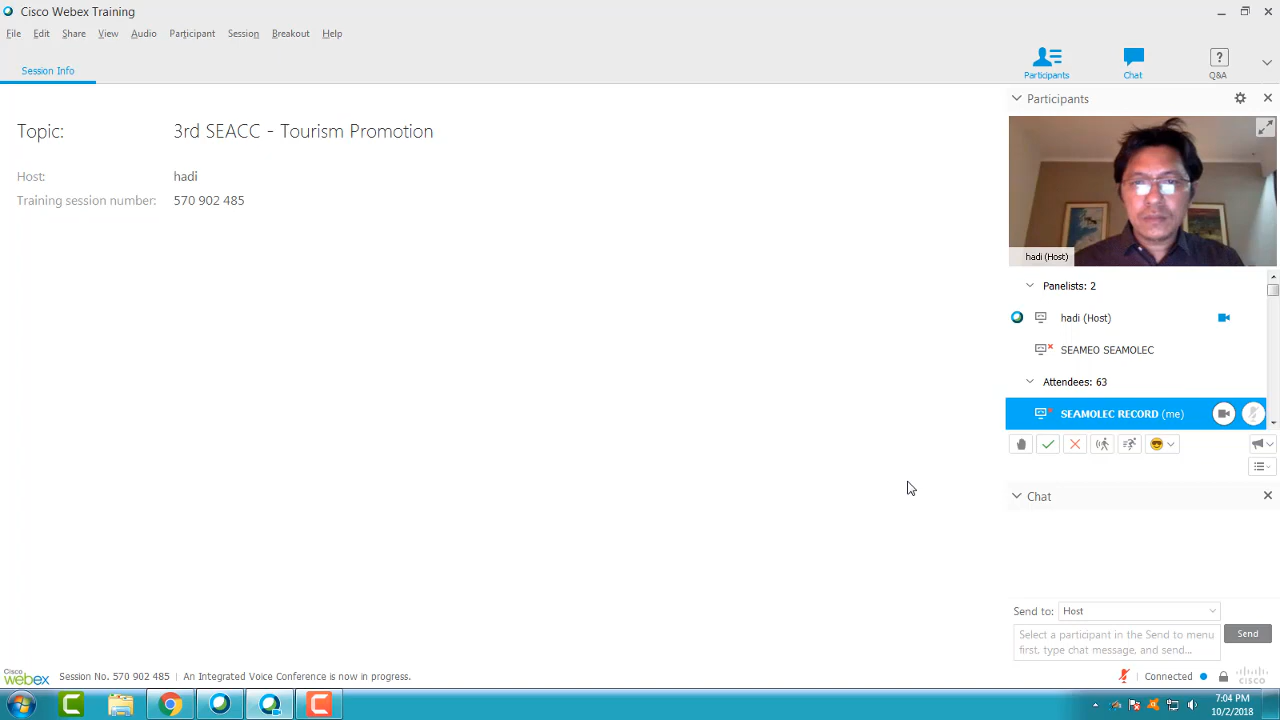 Cisco Webex Training
File Edit Share View Audio Participant Session Breakout Help
Participants Chat Q&A
Session Info
Participants
Topic: 3rd SEACC - Tourism Promotion
Host: hadi
Training session number: 570 902 485
hadi (Host)
Panelists: 2
hadi (Host)
SEAMEO SEAMOLEC
Attendees: 63
SEAMOLEC RECORD (me)
Chat
Send to: Host
Select a participant in the Send to menu
first, type chat message, and send...
Send
Cisco webex Session No. 570 902 485 | An Integrated Voice Conference is now in progress. Connected cisco
7:04 PM
10/2/2018